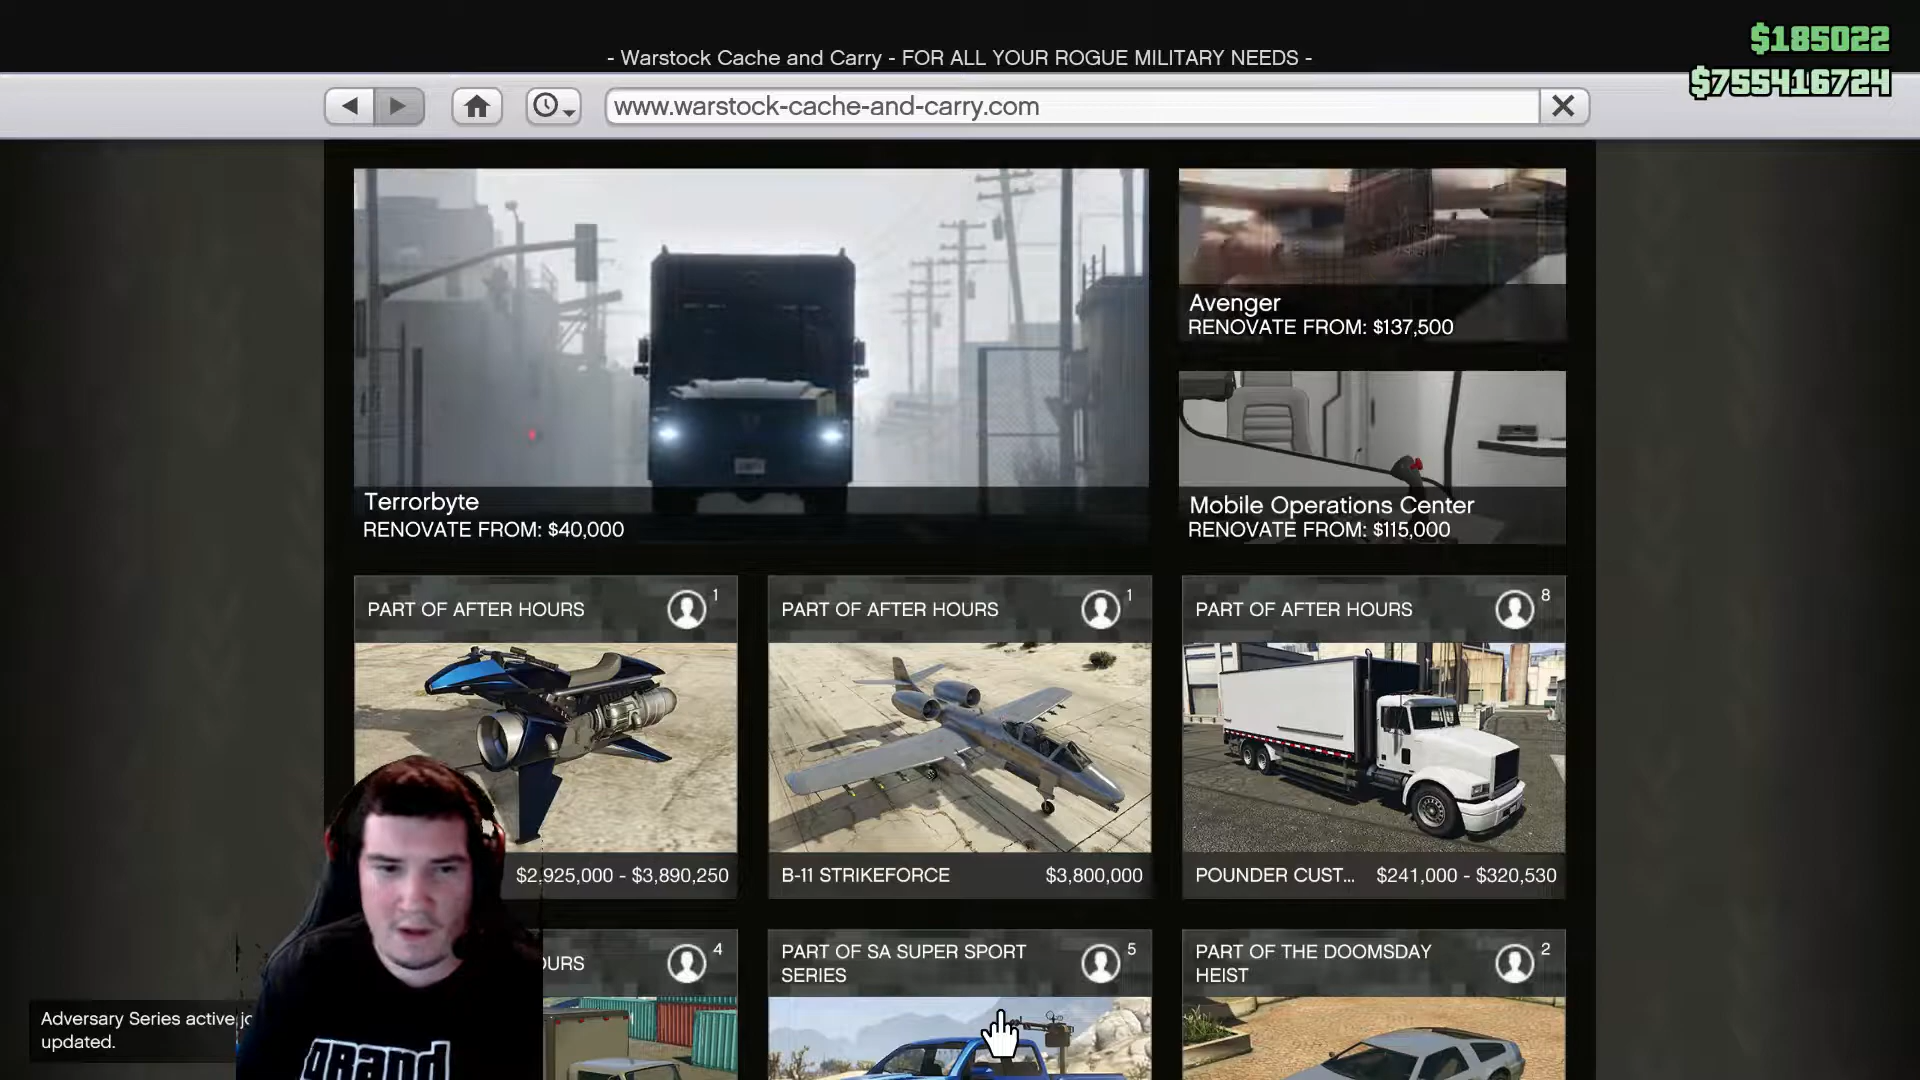 $185022
- Warstock Cache and Carry - FOR ALL YOUR ROGUE MILITARY NEEDS -
$755416724
www.warstock-cache-and-carry.com
Avenger
RENOVATE FROM: $137,500
Terrorbyte
RENOVATE FROM: $40,000
Mobile Operations Center
RENOVATE FROM: $115,000
PART OF AFTER HOURS 1
PART OF AFTER HOURS 1
PART OF AFTER HOURS 8
$2,925,000 - $3,890,250
B-11 STRIKEFORCE $3,800,000
POUNDER CUST... $241,000 - $320,530
OURS 4
PART OF SA SUPER SPORT
SERIES 5
PART OF THE DOOMSDAY
HEIST 2
Adversary Series active jo
updated.
grand